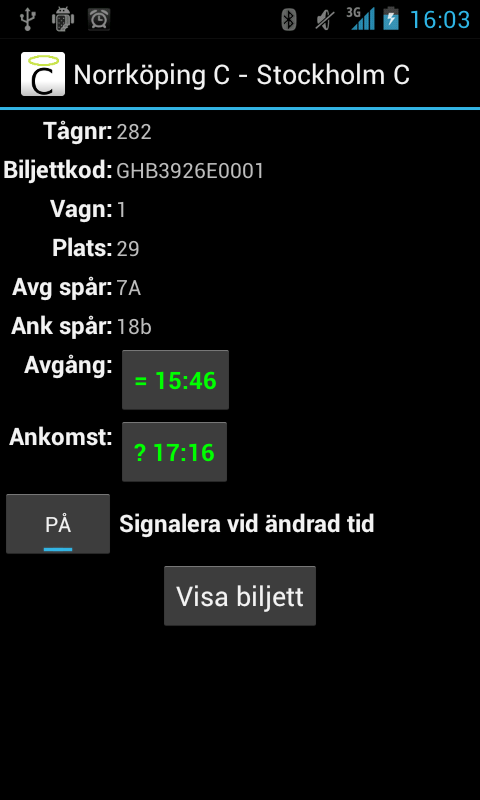 3G 16:03
C Norrköping C - Stockholm C
Tågnr: 282
Biljettkod: GHB3926E0001
Vagn: 1
Plats: 29
Avg spår: 7A
Ank spår: 18b
Avgång: = 15:46
Ankomst: ? 17:16
PÅ Signalera vid ändrad tid
Visa biljett